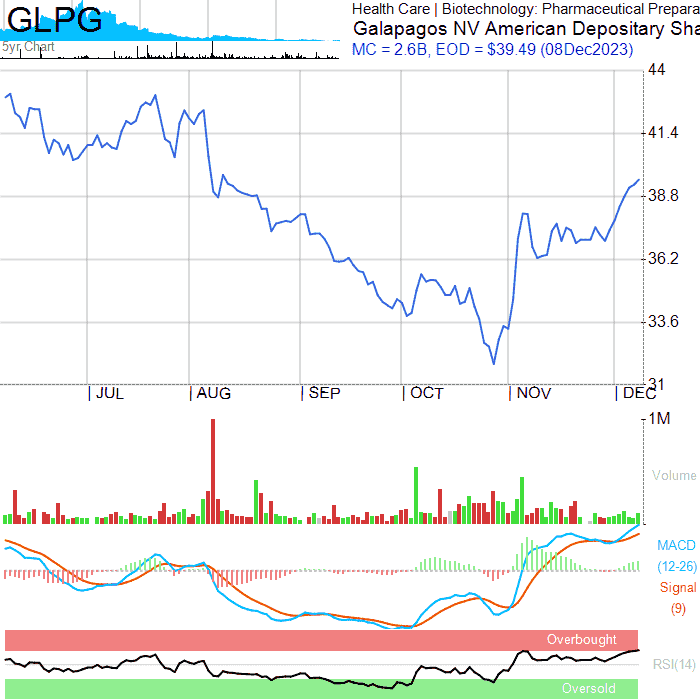 GLPG
5yr Chart
Health Care | Biotechnology: Pharmaceutical Prepara
Galapagos NV American Depositary Sha
MC = 2.6B, EOD = $39.49 (08Dec2023)
44
41.4
38.8
36.2
33.6
31
JUL AUG SEP OCT NOV DEC
1M
Volume
MACD
(12-26)
Signal
(9)
Overbought
RSI(14)
Oversold